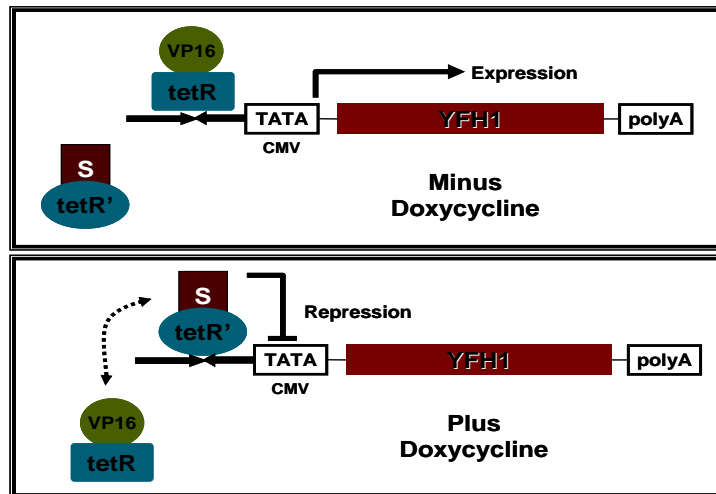 VP16
tetR
Expression
TATA
YFH1
polyA
CMV
S
tetR'
Minus
Doxycycline
S
tetR'
Repression
TATA
YFH1
polyA
CMV
VP16
tetR
Plus
Doxycycline